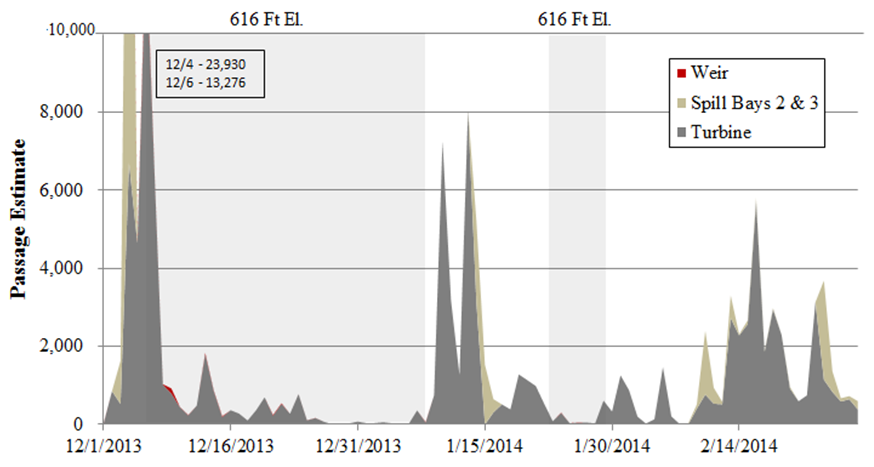 616 Ft El.
616 Ft El.
10,000
8,000
6,000
4,000
2,000
0
Passage Estimate
12/4 - 23,930
12/6 - 13,276
Weir
Spill Bays 2 & 3
Turbine
12/1/2013
12/16/2013
12/31/2013
1/15/2014
1/30/2014
2/14/2014